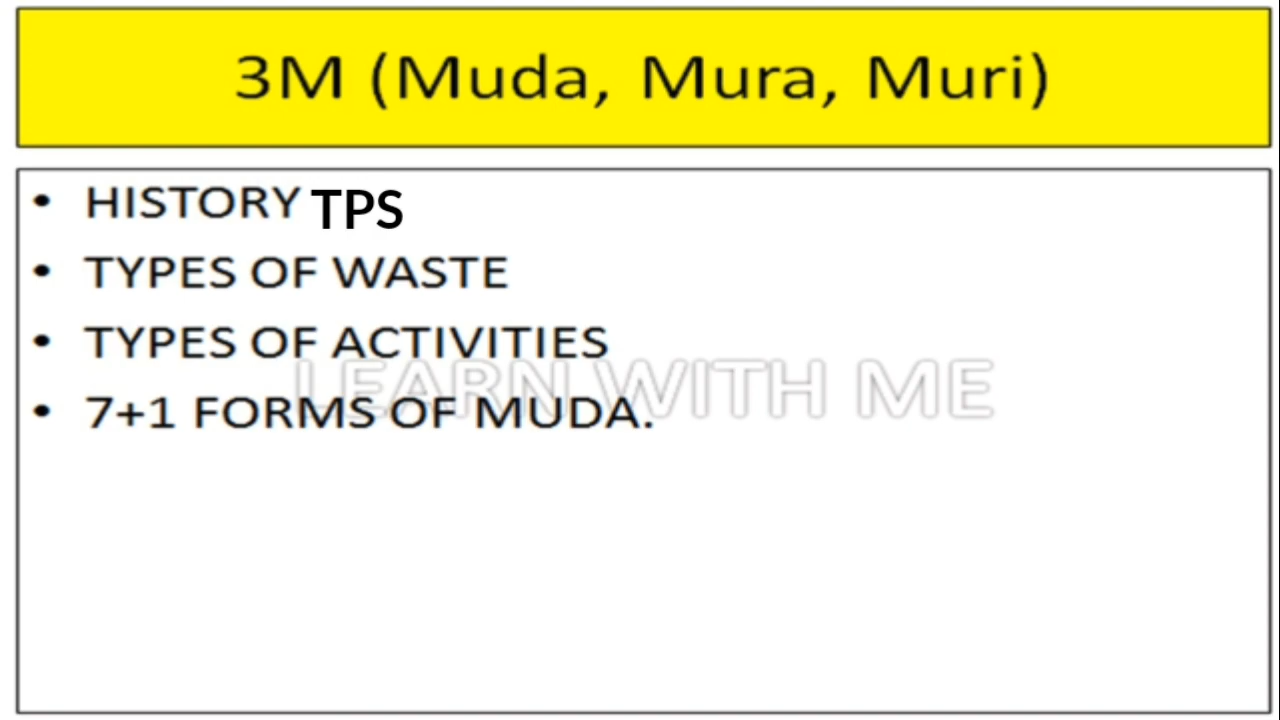 3M (Muda, Mura, Muri)
• HISTORY TPS
• TYPES OF WASTE
• TYPES OF ACTIVITIES
LEARN WITH ME
• 7+1 FORMS OF MUDA.